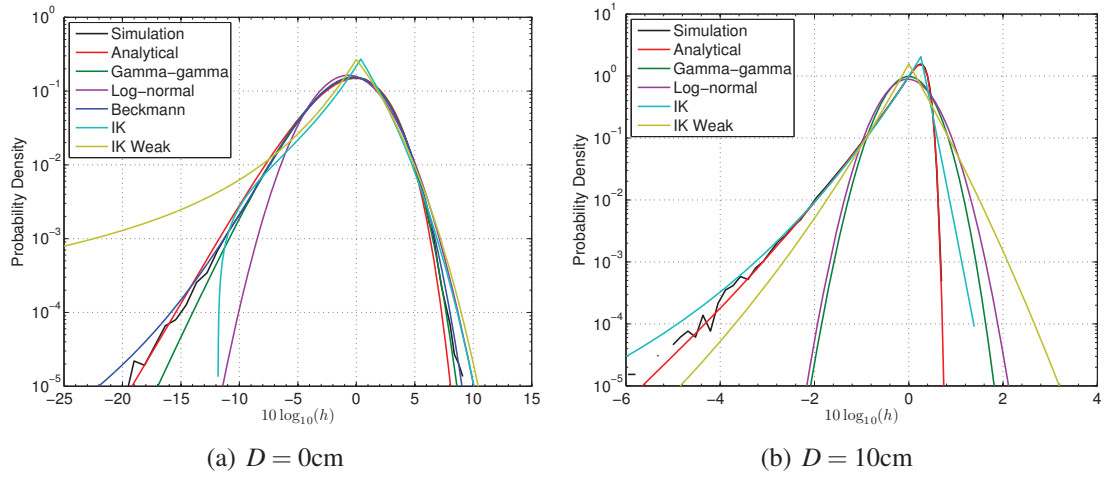 Probability Density
10^0
10^-1
10^-2
10^-3
10^-4
10^-5
Simulation
Analytical
Gamma−gamma
Log−normal
Beckmann
IK
IK Weak
−25 −20 −15 −10 −5 0 5 10 15
10 log10(h)
(a) D = 0cm
Probability Density
10^1
10^0
10^-1
10^-2
10^-3
10^-4
10^-5
Simulation
Analytical
Gamma−gamma
Log−normal
IK
IK Weak
−6 −4 −2 0 2 4
10 log10(h)
(b) D = 10cm